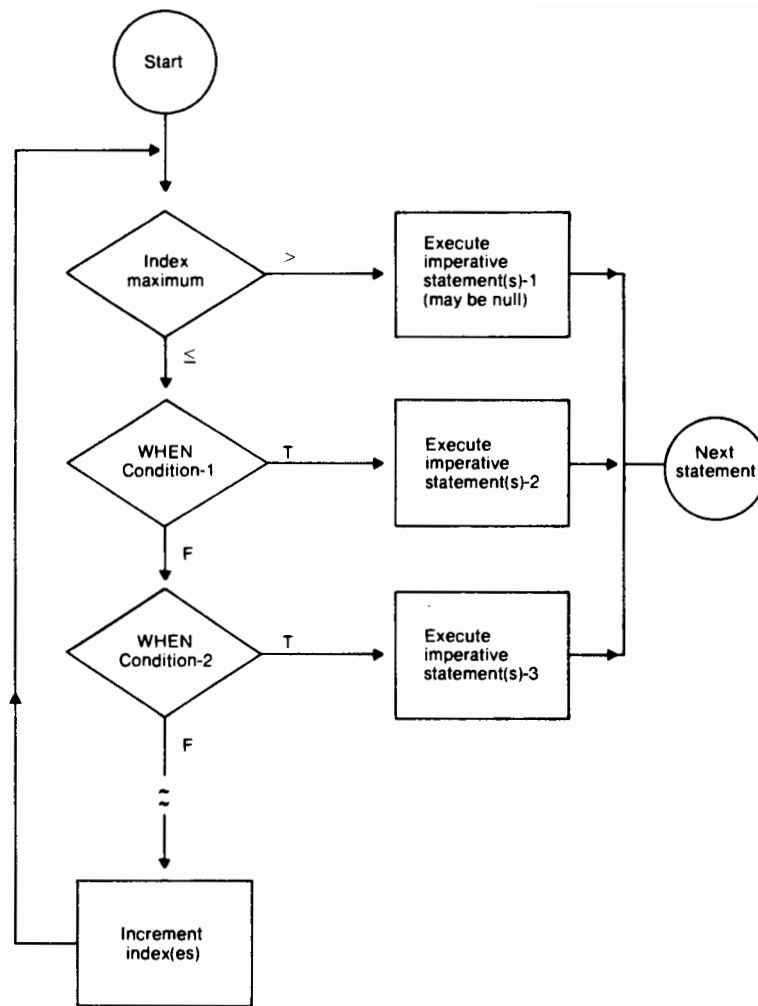 Start
Index
maximum
>
Execute
imperative
statement(s)-1
(may be null)
≤
WHEN
Condition-1
T
Execute
imperative
statement(s)-2
Next
statement
F
WHEN
Condition-2
T
Execute
imperative
statement(s)-3
F
Increment
index(es)